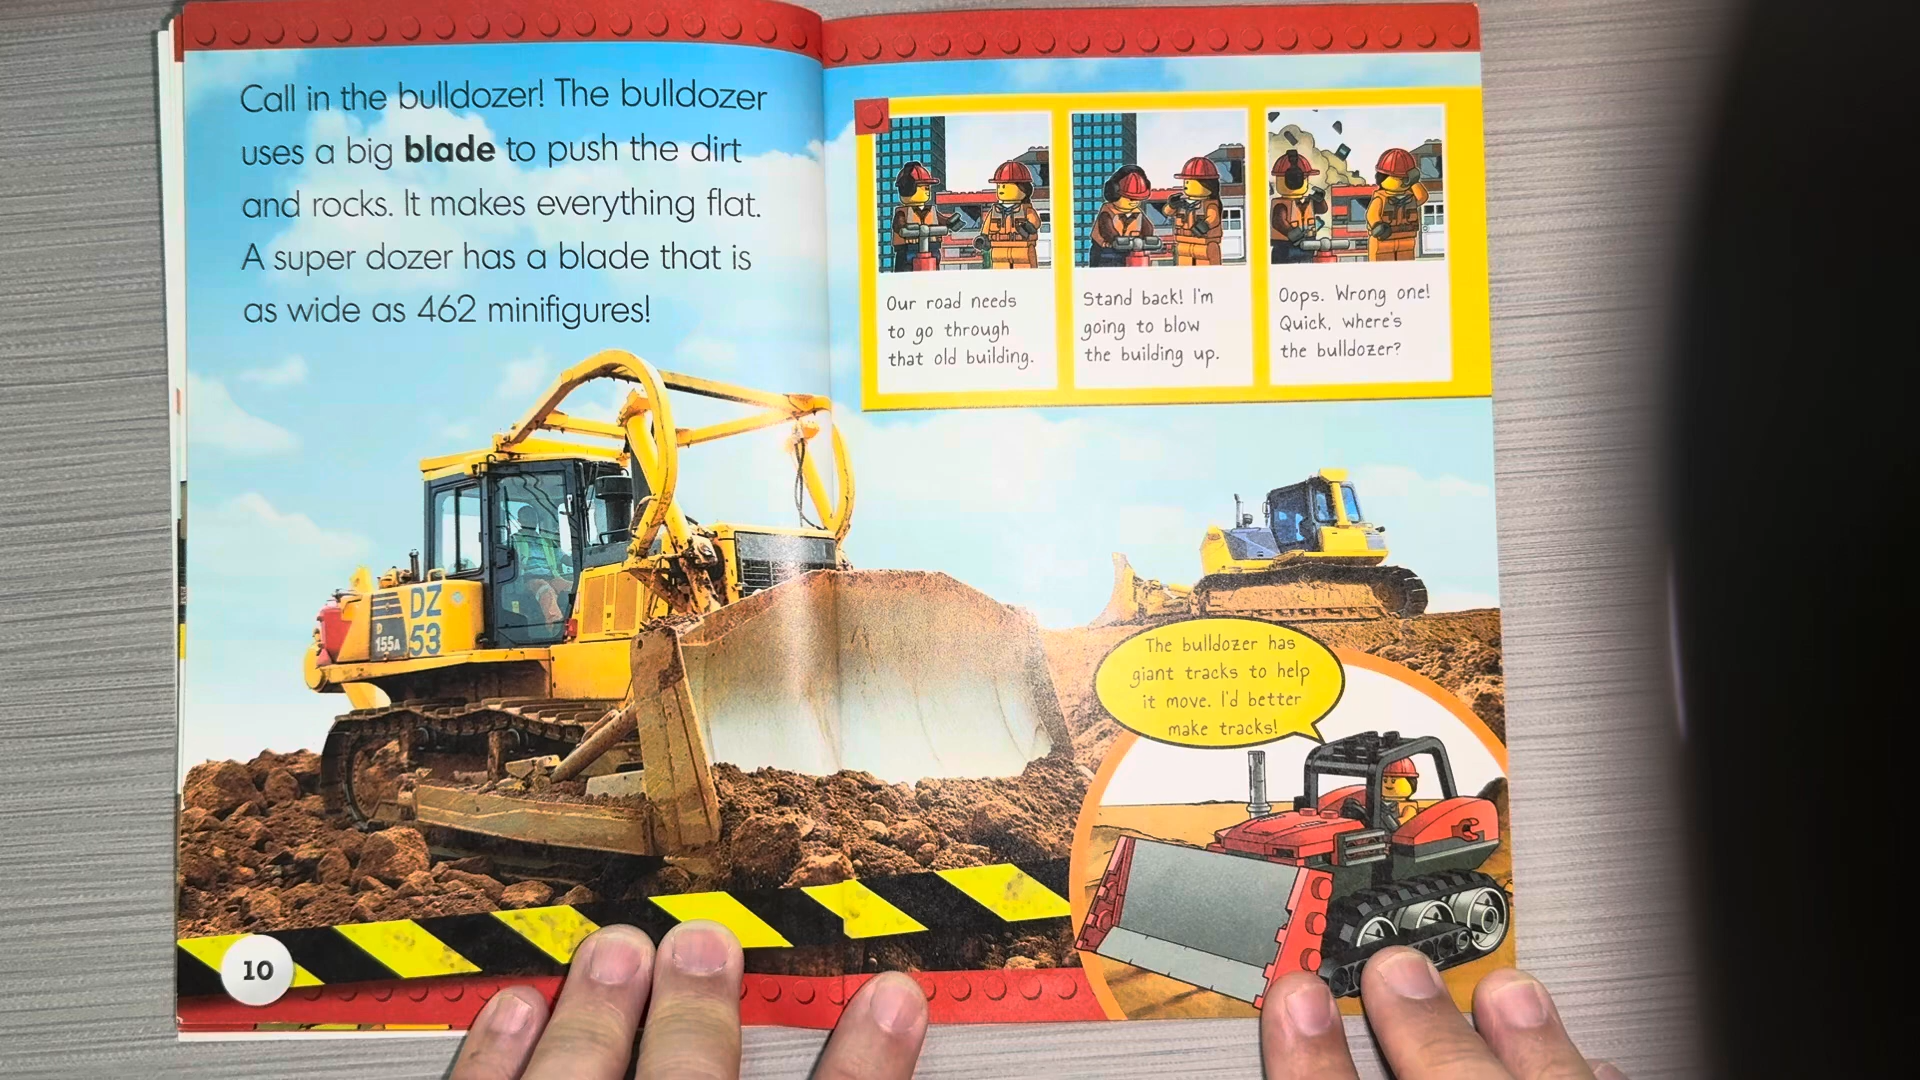 Call in the bulldozer! The bulldozer
uses a big blade to push the dirt
and rocks. It makes everything flat.
A super dozer has a blade that is
as wide as 462 minifigures!
Our road needs
to go through
that old building.
Stand back! I'm
going to blow
the building up.
Oops. Wrong one!
Quick, where's
the bulldozer?
DZ
53
D
155A
The bulldozer has
giant tracks to help
it move. I'd better
make tracks!
10